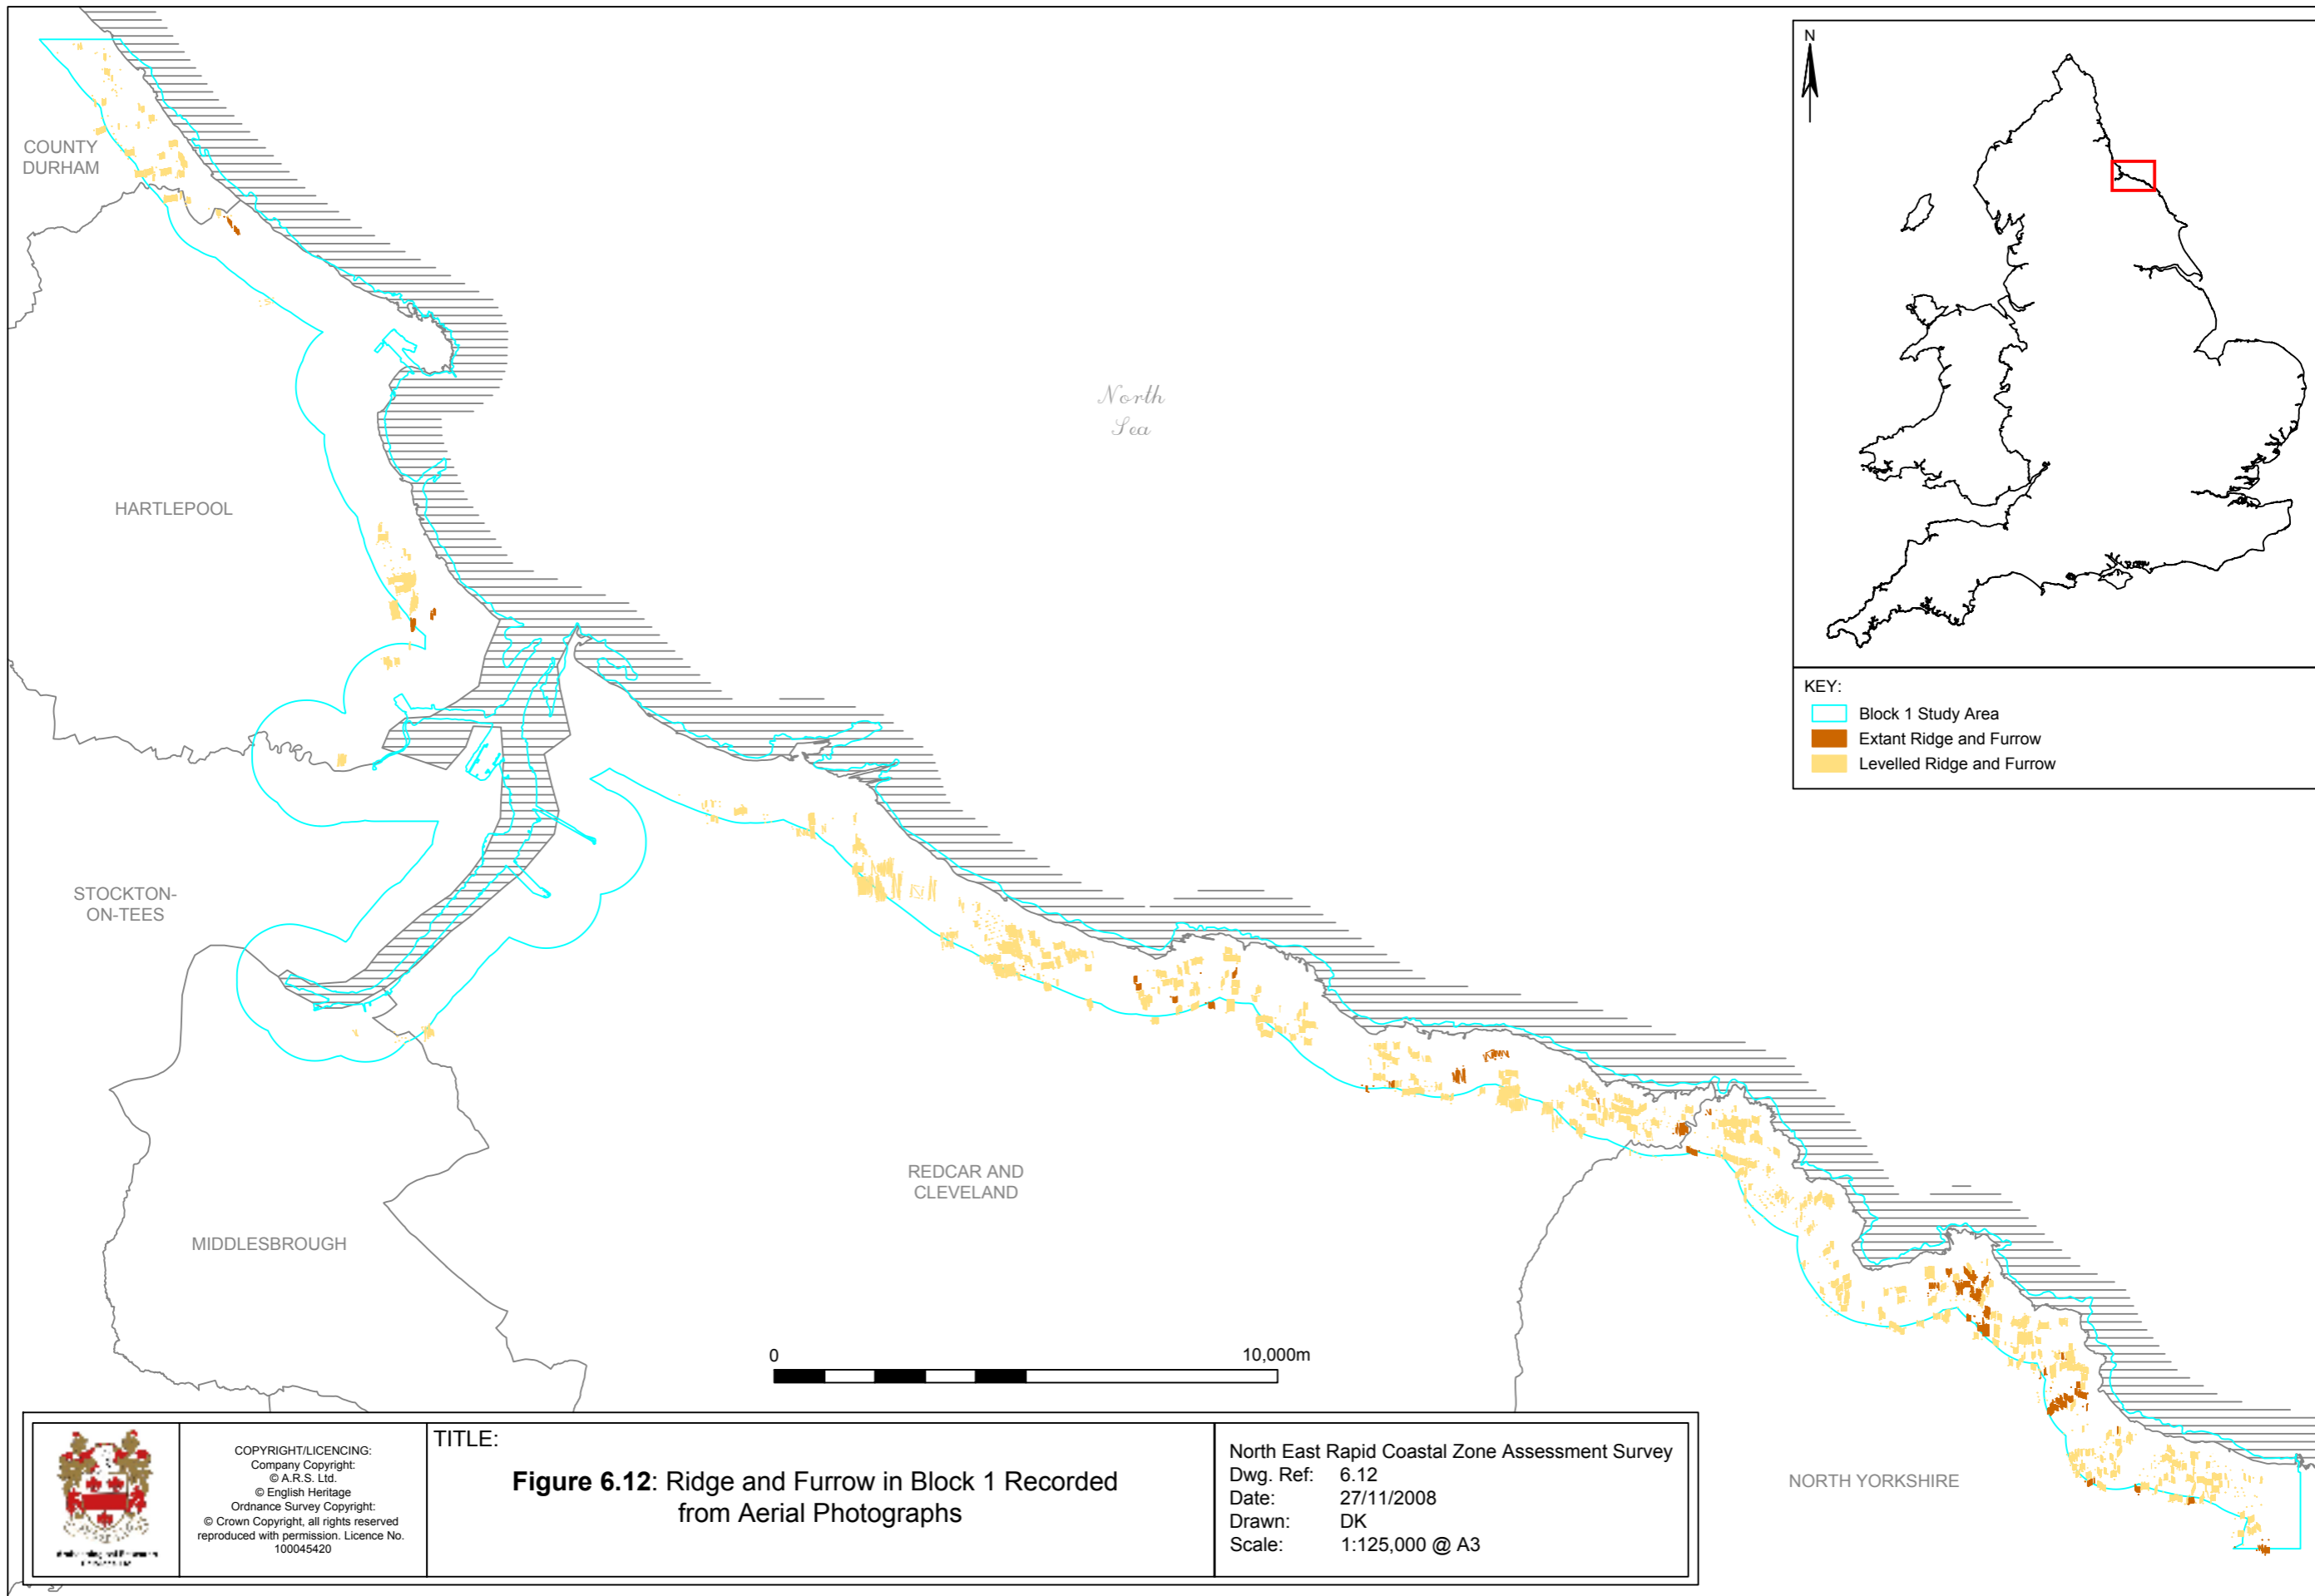 COUNTY
DURHAM
HARTLEPOOL
STOCKTON-
ON-TEES
MIDDLESBROUGH
REDCAR AND
CLEVELAND
NORTH YORKSHIRE
North
Sea
N
KEY:
Block 1 Study Area
Extant Ridge and Furrow
Levelled Ridge and Furrow
0
10,000m
COPYRIGHT/LICENCING:
Company Copyright:
© A.R.S. Ltd.
© English Heritage
Ordnance Survey Copyright:
© Crown Copyright, all rights reserved
reproduced with permission. Licence No.
100045420
TITLE:
Figure 6.12: Ridge and Furrow in Block 1 Recorded
from Aerial Photographs
North East Rapid Coastal Zone Assessment Survey
Dwg. Ref: 6.12
Date: 27/11/2008
Drawn: DK
Scale: 1:125,000 @ A3